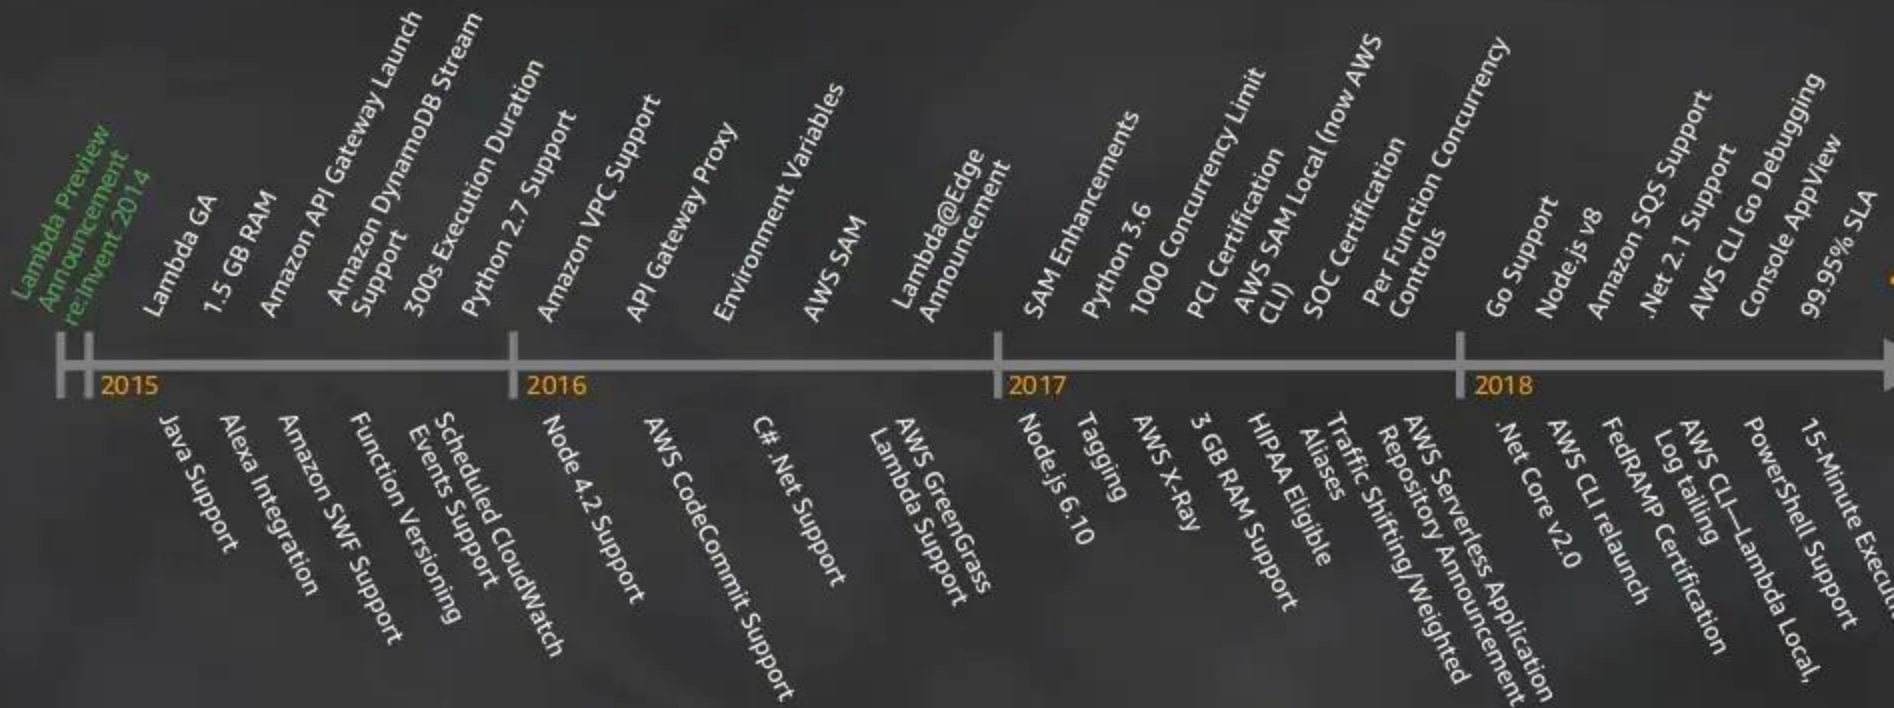 Lambda Preview
Announcement
re:Invent 2014
Lambda GA
1.5 GB RAM
Amazon API Gateway Launch
Amazon DynamoDB Stream
Support
300s Execution Duration
Python 2.7 Support
Amazon VPC Support
API Gateway Proxy
Environment Variables
AWS SAM
Lambda@Edge
Announcement
SAM Enhancements
Python 3.6
1000 Concurrency Limit
PCI Certification
AWS SAM Local (now AWS
CLI)
SOC Certification
Per Function Concurrency
Controls
Go Support
Node.js v8
Amazon SQS Support
.Net 2.1 Support
AWS CLI Go Debugging
Console AppView
99.95% SLA
2015
2016
2017
2018
Java Support
Alexa Integration
Amazon SWF Support
Function Versioning
Scheduled CloudWatch
Events Support
Node 4.2 Support
AWS CodeCommit Support
C# .Net Support
AWS GreenGrass
Lambda Support
Node.js 6.10
Tagging
AWS X-Ray
3 GB RAM Support
HIPAA Eligible
Traffic Shifting/Weighted
Aliases
AWS Serverless Application
Repository Announcement
.Net Core v2.0
AWS CLI relaunch
FedRAMP Certification
AWS CLI—Lambda Local,
Log tailing
PowerShell Support
15-Minute